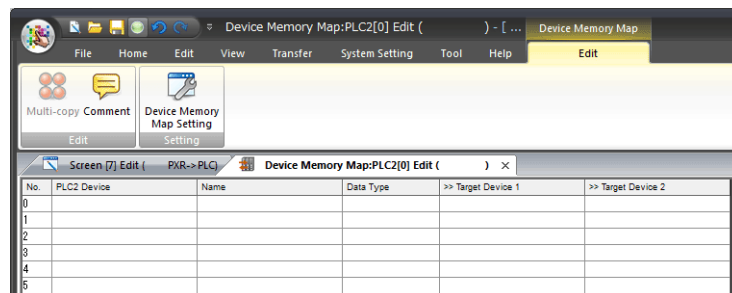 Device Memory Map:PLC2[0] Edit ( ) - [ ... Device Memory Map
File Home Edit View Transfer System Setting Tool Help Edit
Multi-copy Comment Device Memory Map Setting
Edit Setting
Screen [7] Edit ( PXR->PLC) Device Memory Map:PLC2[0] Edit ( ) ×
No. PLC2 Device Name Data Type >> Target Device 1 >> Target Device 2
0
1
2
3
4
5